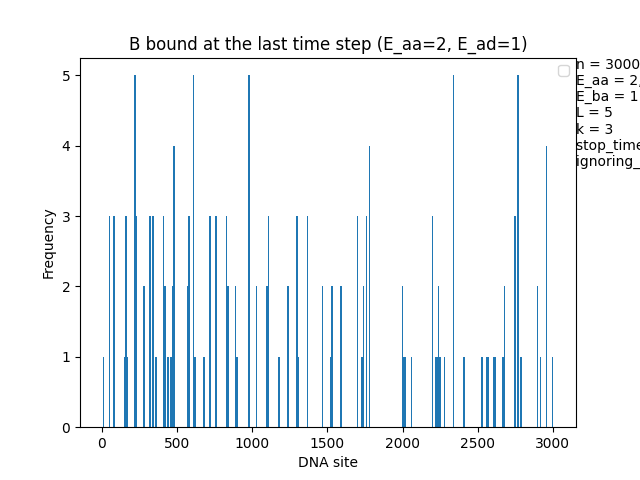 B bound at the last time step (E_aa=2, E_ad=1)
n = 3000
E_aa = 2,
E_ba = 1
L = 5
k = 3
stop_time
ignoring_
5
4
3
2
1
0
Frequency
0 500 1000 1500 2000 2500 3000
DNA site